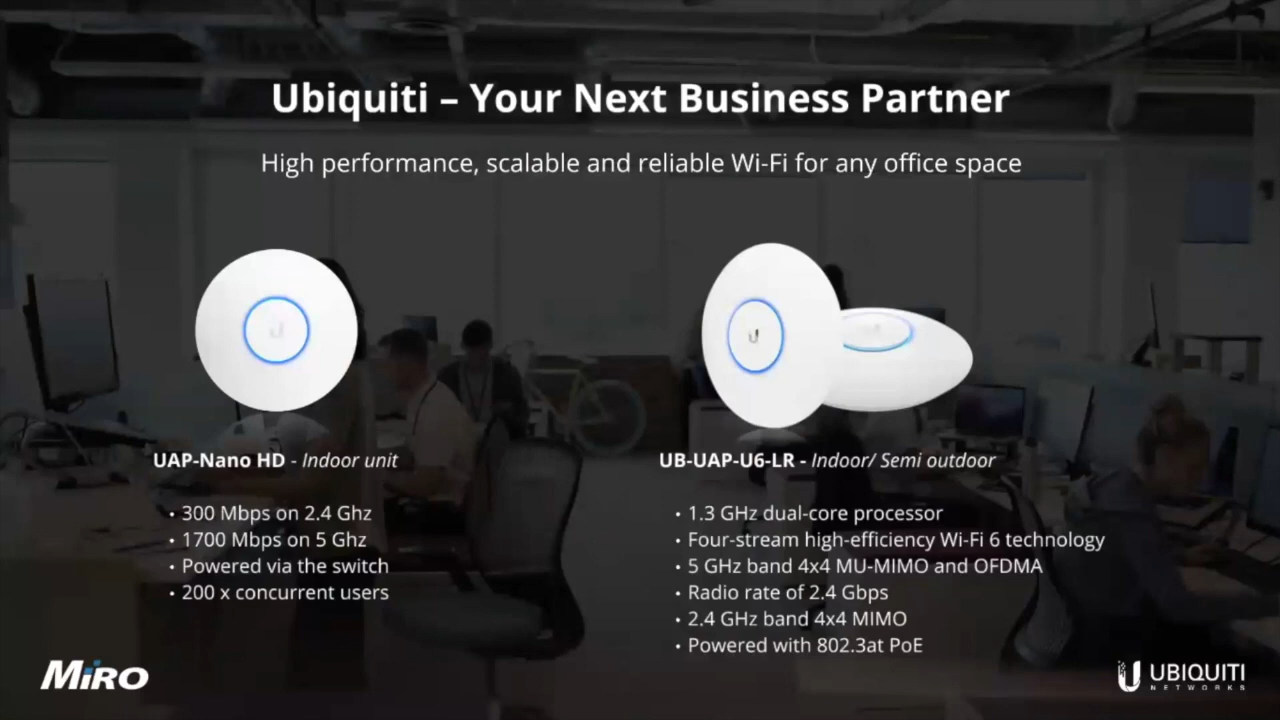 Ubiquiti – Your Next Business Partner
High performance, scalable and reliable Wi-Fi for any office space
UAP-Nano HD - Indoor unit
• 300 Mbps on 2.4 Ghz
• 1700 Mbps on 5 Ghz
• Powered via the switch
• 200 x concurrent users
UB-UAP-U6-LR - Indoor/ Semi outdoor
• 1.3 GHz dual-core processor
• Four-stream high-efficiency Wi-Fi 6 technology
• 5 GHz band 4x4 MU-MIMO and OFDMA
• Radio rate of 2.4 Gbps
• 2.4 GHz band 4x4 MIMO
• Powered with 802.3at PoE
MiRO
UBIQUITI
NETWORKS